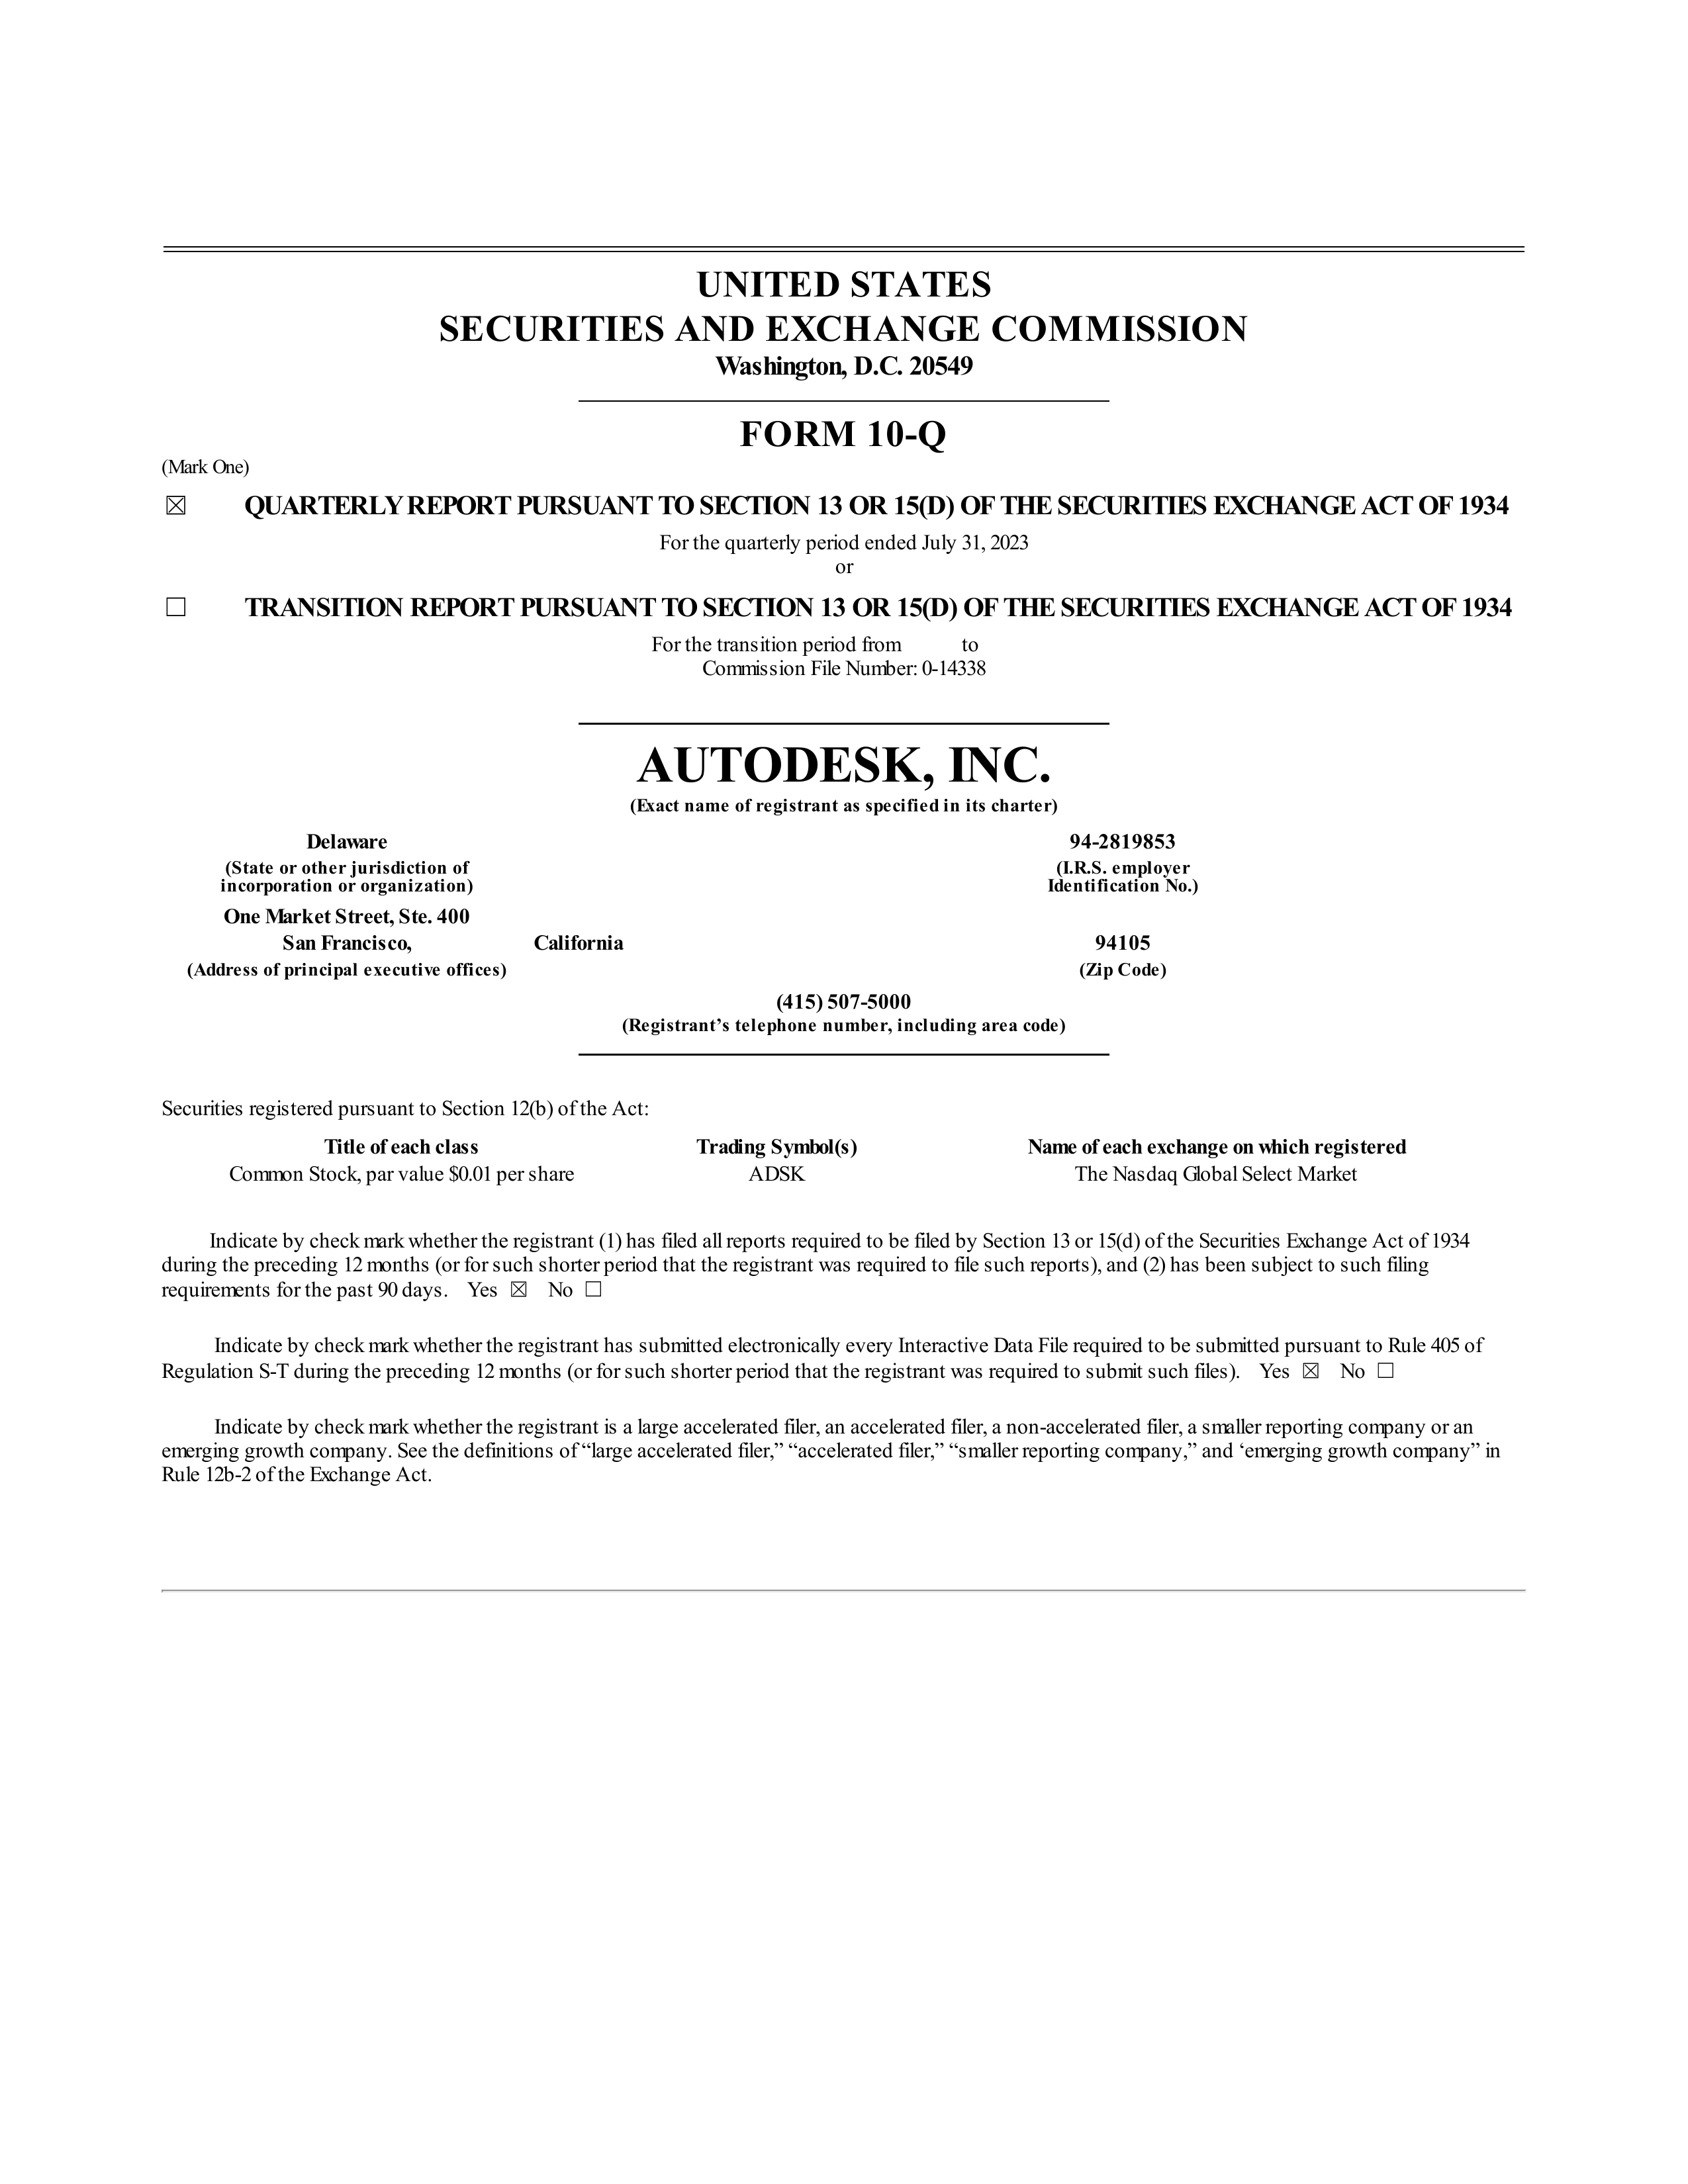 UNITED STATES
SECURITIES AND EXCHANGE COMMISSION
Washington, D.C. 20549
FORM 10-Q
(Mark One)
☒ QUARTERLY REPORT PURSUANT TO SECTION 13 OR 15(D) OF THE SECURITIES EXCHANGE ACT OF 1934
For the quarterly period ended July 31, 2023
or
☐ TRANSITION REPORT PURSUANT TO SECTION 13 OR 15(D) OF THE SECURITIES EXCHANGE ACT OF 1934
For the transition period from to
Commission File Number: 0-14338
AUTODESK, INC.
(Exact name of registrant as specified in its charter)
Delaware 94-2819853
(State or other jurisdiction of (I.R.S. employer
incorporation or organization) Identification No.)
One Market Street, Ste. 400
San Francisco, California 94105
(Address of principal executive offices) (Zip Code)
(415) 507-5000
(Registrant’s telephone number, including area code)
Securities registered pursuant to Section 12(b) of the Act:
Title of each class Trading Symbol(s) Name of each exchange on which registered
Common Stock, par value $0.01 per share ADSK The Nasdaq Global Select Market
Indicate by check mark whether the registrant (1) has filed all reports required to be filed by Section 13 or 15(d) of the Securities Exchange Act of 1934
during the preceding 12 months (or for such shorter period that the registrant was required to file such reports), and (2) has been subject to such filing
requirements for the past 90 days. Yes ☒ No ☐
Indicate by check mark whether the registrant has submitted electronically every Interactive Data File required to be submitted pursuant to Rule 405 of
Regulation S-T during the preceding 12 months (or for such shorter period that the registrant was required to submit such files). Yes ☒ No ☐
Indicate by check mark whether the registrant is a large accelerated filer, an accelerated filer, a non-accelerated filer, a smaller reporting company or an
emerging growth company. See the definitions of “large accelerated filer,” “accelerated filer,” “smaller reporting company,” and ‘emerging growth company” in
Rule 12b-2 of the Exchange Act.